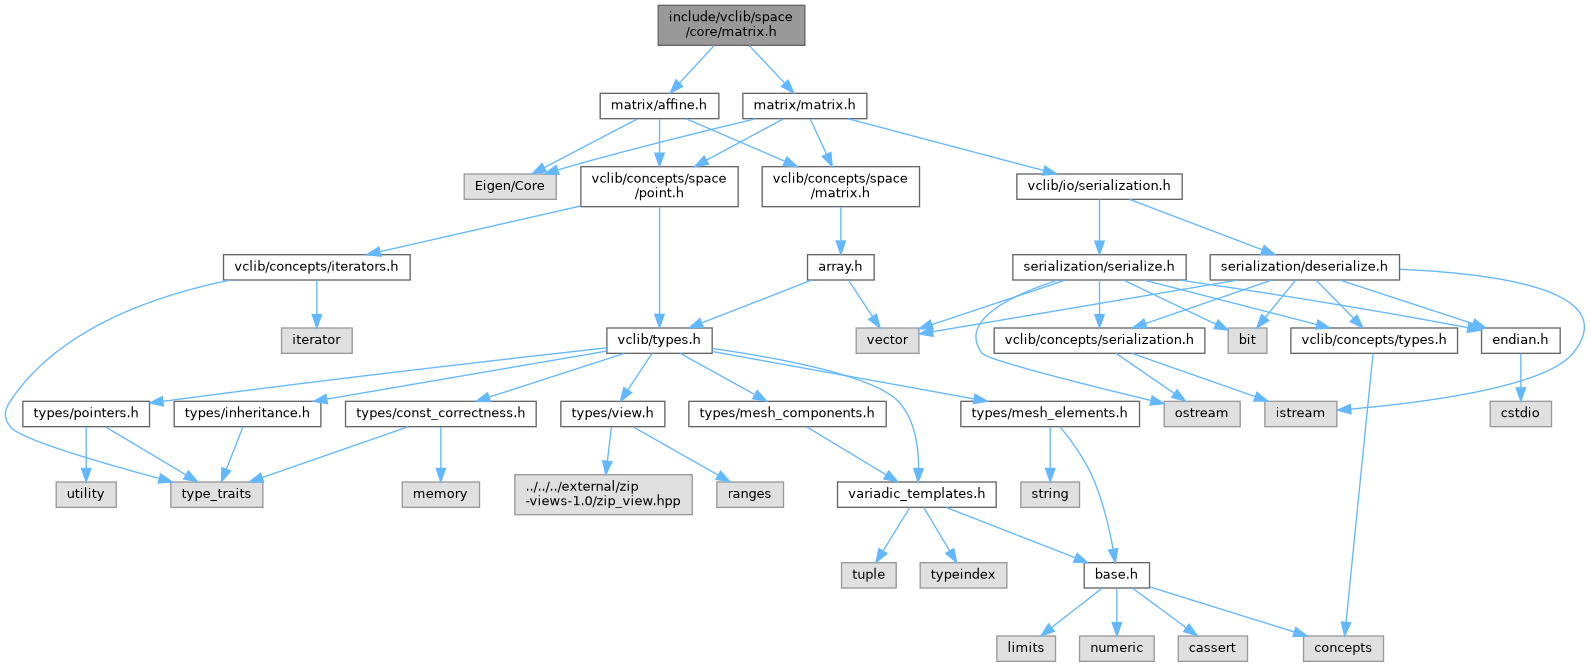 include/vclib/space
/core/matrix.h
matrix/affine.h
matrix/matrix.h
Eigen/Core
vclib/concepts/space
/point.h
vclib/concepts/space
/matrix.h
vclib/io/serialization.h
vclib/concepts/iterators.h
array.h
serialization/serialize.h
serialization/deserialize.h
iterator
vclib/types.h
vector
vclib/concepts/serialization.h
bit
vclib/concepts/types.h
endian.h
types/pointers.h
types/inheritance.h
types/const_correctness.h
types/view.h
types/mesh_components.h
types/mesh_elements.h
ostream
istream
cstdio
utility
type_traits
memory
../../../external/zip
-views-1.0/zip_view.hpp
ranges
variadic_templates.h
string
tuple
typeindex
base.h
limits
numeric
cassert
concepts